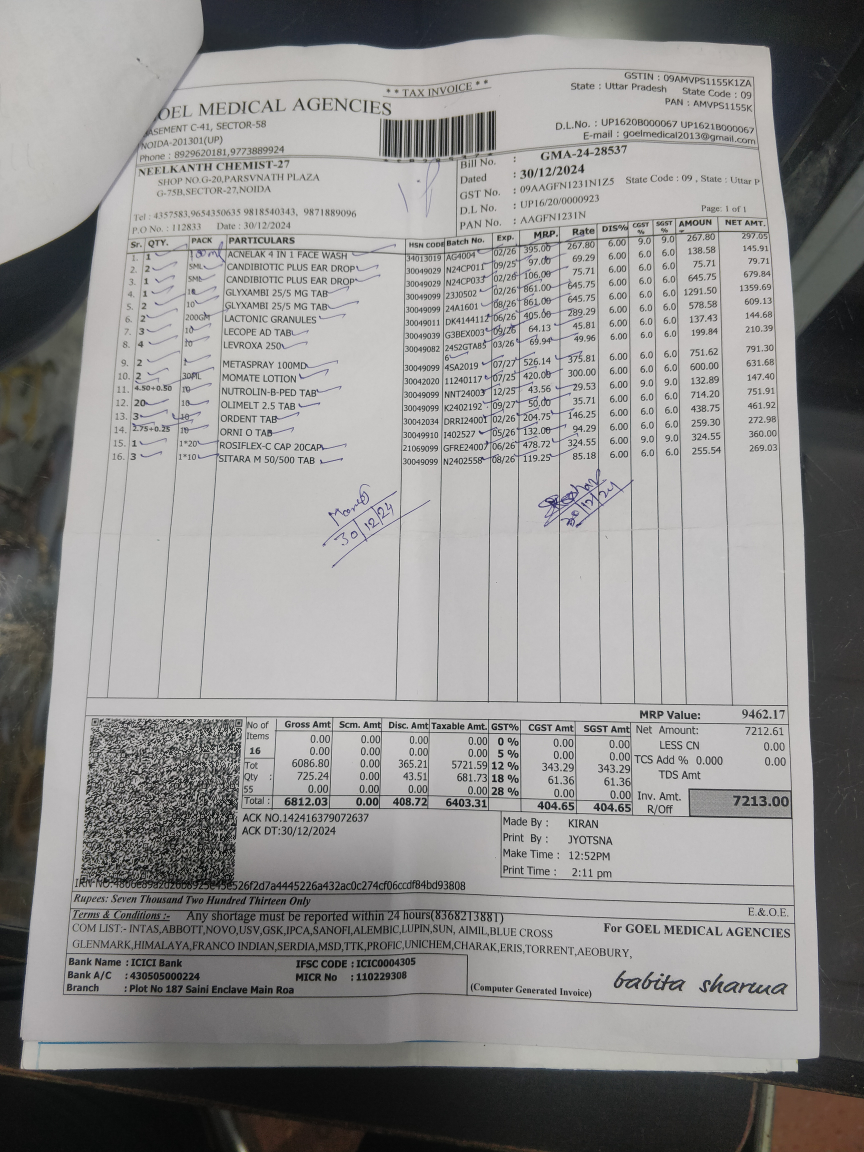 * * TAX INVOICE * *
GSTIN : 09AMVPS1155K1ZA
State : Uttar Pradesh State Code : 09
PAN : AMVPS1155K
OEL MEDICAL AGENCIES
ASEMENT C-41, SECTOR-58
NOIDA-201301(UP)
Phone : 8929620181,9773889924
D.L.No. : UP1620B000067 UP1621B000067
E-mail : goelmedical2013@gmail.com
NEELKANTH CHEMIST-27
SHOP NO.G-20,PARSVNATH PLAZA
G-75B,SECTOR-27,NOIDA
Tel : 4357583,9654350635 9818540343, 9871889096
P.O No. : 112833 Date : 30/12/2024
Bill No. : GMA-24-28537
Dated : 30/12/2024
GST No. : 09AAGFN1231N1Z5 State Code : 09 , State : Uttar P
D.L No. : UP16/20/0000923
PAN No. : AAGFN1231N
Page: 1 of 1
Sr. QTY. PACK PARTICULARS HSN CODE Batch No. Exp. MRP. Rate DIS% CGST % SGST % AMOUN NET AMT.
1. 1 100ml ACNELAK 4 IN 1 FACE WASH 34013019 AG4004 02/26 395.00 267.80 6.00 9.0 9.0 267.80 297.05
2. 2 5ML CANDIBIOTIC PLUS EAR DROP 30049029 N24CP011 09/25 97.00 69.29 6.00 6.0 6.0 138.58 145.91
3. 1 5ML CANDIBIOTIC PLUS EAR DROP 30049029 N24CP033 02/26 106.00 75.71 6.00 6.0 6.0 75.71 79.71
4. 1 10 GLYXAMBI 25/5 MG TAB 30049099 23J0502 02/26 861.00 645.75 6.00 6.0 6.0 645.75 679.84
5. 2 10 GLYXAMBI 25/5 MG TAB 30049099 24A1601 08/26 861.00 645.75 6.00 6.0 6.0 1291.50 1359.69
6. 2 200GM LACTONIC GRANULES 30049011 DK414412 06/26 405.00 289.29 6.00 6.0 6.0 578.58 609.13
7. 3 10 LECOPE AD TAB 30049039 G3BEX003 09/26 64.13 45.81 6.00 6.0 6.0 137.43 144.68
8. 4 10 LEVROXA 250 30049082 24S2GTA85 03/26 69.94 49.96 6.00 6.0 6.0 199.84 210.39
6
9. 2 METASPRAY 100MD 30049099 4SA2019 07/27 526.14 375.81 6.00 6.0 6.0 751.62 791.30
10. 2 30ML MOMATE LOTION 30042020 11240117 07/25 420.00 300.00 6.00 6.0 6.0 600.00 631.68
11. 4.50+0.50 10 NUTROLIN-B-PED TAB 30049099 NNT24003 12/25 43.56 29.53 6.00 9.0 9.0 132.89 147.40
12. 20 10 OLIMELT 2.5 TAB 30049099 K2402192 09/27 50.00 35.71 6.00 6.0 6.0 714.20 751.91
13. 3 10 ORDENT TAB 30042034 DRRI24001 02/26 204.75 146.25 6.00 6.0 6.0 438.75 461.92
14. 2.75+0.25 10 ORNI O TAB 30049910 I402527 05/26 132.00 94.29 6.00 6.0 6.0 259.30 272.98
15. 1 1*20 ROSIFLEX-C CAP 20CAP 21069099 GFRE24007 06/26 478.72 324.55 6.00 9.0 9.0 324.55 360.00
16. 3 1*10 SITARA M 50/500 TAB 30049099 N2402558 08/26 119.25 85.18 6.00 6.0 6.0 255.54 269.03
30/12/24
30/12/24
MRP Value: 9462.17
No of Items 16 Tot Qty : 55
Gross Amt Scm. Amt Disc. Amt Taxable Amt. GST% CGST Amt SGST Amt
0.00 0.00 0.00 0.00 0 % 0.00 0.00
0.00 0.00 0.00 0.00 5 % 0.00 0.00
6086.80 0.00 365.21 5721.59 12 % 343.29 343.29
725.24 0.00 43.51 681.73 18 % 61.36 61.36
0.00 0.00 0.00 0.00 28 % 0.00 0.00
Total : 6812.03 0.00 408.72 6403.31 404.65 404.65
Net Amount: 7212.61
LESS CN 0.00
TCS Add % 0.000 0.00
TDS Amt
Inv. Amt. R/Off 7213.00
ACK NO.142416379072637
ACK DT:30/12/2024
Made By : KIRAN
Print By : JYOTSNA
Make Time : 12:52PM
Print Time : 2:11 pm
Rupees: Seven Thousand Two Hundred Thirteen Only
E.&.O.E.
Terms & Conditions :- Any shortage must be reported within 24 hours(8368213881)
COM LIST:- INTAS,ABBOTT,NOVO,USV,GSK,IPCA,SANOFI,ALEMBIC,LUPIN,SUN, AIMIL,BLUE CROSS
GLENMARK,HIMALAYA,FRANCO INDIAN,SERDIA,MSD,TTK,PROFIC,UNICHEM,CHARAK,ERIS,TORRENT,AEOBURY,
For GOEL MEDICAL AGENCIES
Bank Name : ICICI Bank IFSC CODE : ICIC0004305
Bank A/C : 430505000224 MICR No : 110229308
Branch : Plot No 187 Saini Enclave Main Roa
(Computer Generated Invoice)
babita sharma